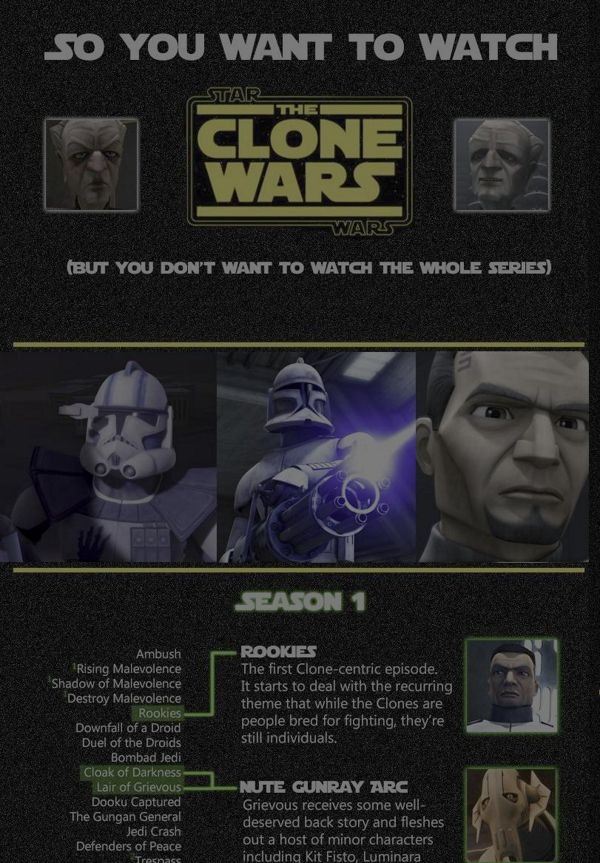 SO YOU WANT TO WATCH
STAR
THE
CLONE
WARS
WARS
(BUT YOU DON'T WANT TO WATCH THE WHOLE SERIES)
SEASON 1
Ambush
Rising Malevolence
Shadow of Malevolence
Destroy Malevolence
Rookies
Downfall of a Droid
Duel of the Droids
Bombad Jedi
Cloak of Darkness
Lair of Grievous
Dooku Captured
The Gungan General
Jedi Crash
Defenders of Peace
Trespass
ROOKIES
The first Clone-centric episode.
It starts to deal with the recurring
theme that while the Clones are
people bred for fighting, they're
still individuals.
NUTE GUNRAY ARC
Grievous receives some well-
deserved back story and fleshes
out a host of minor characters
including Kit Fisto, Luminara